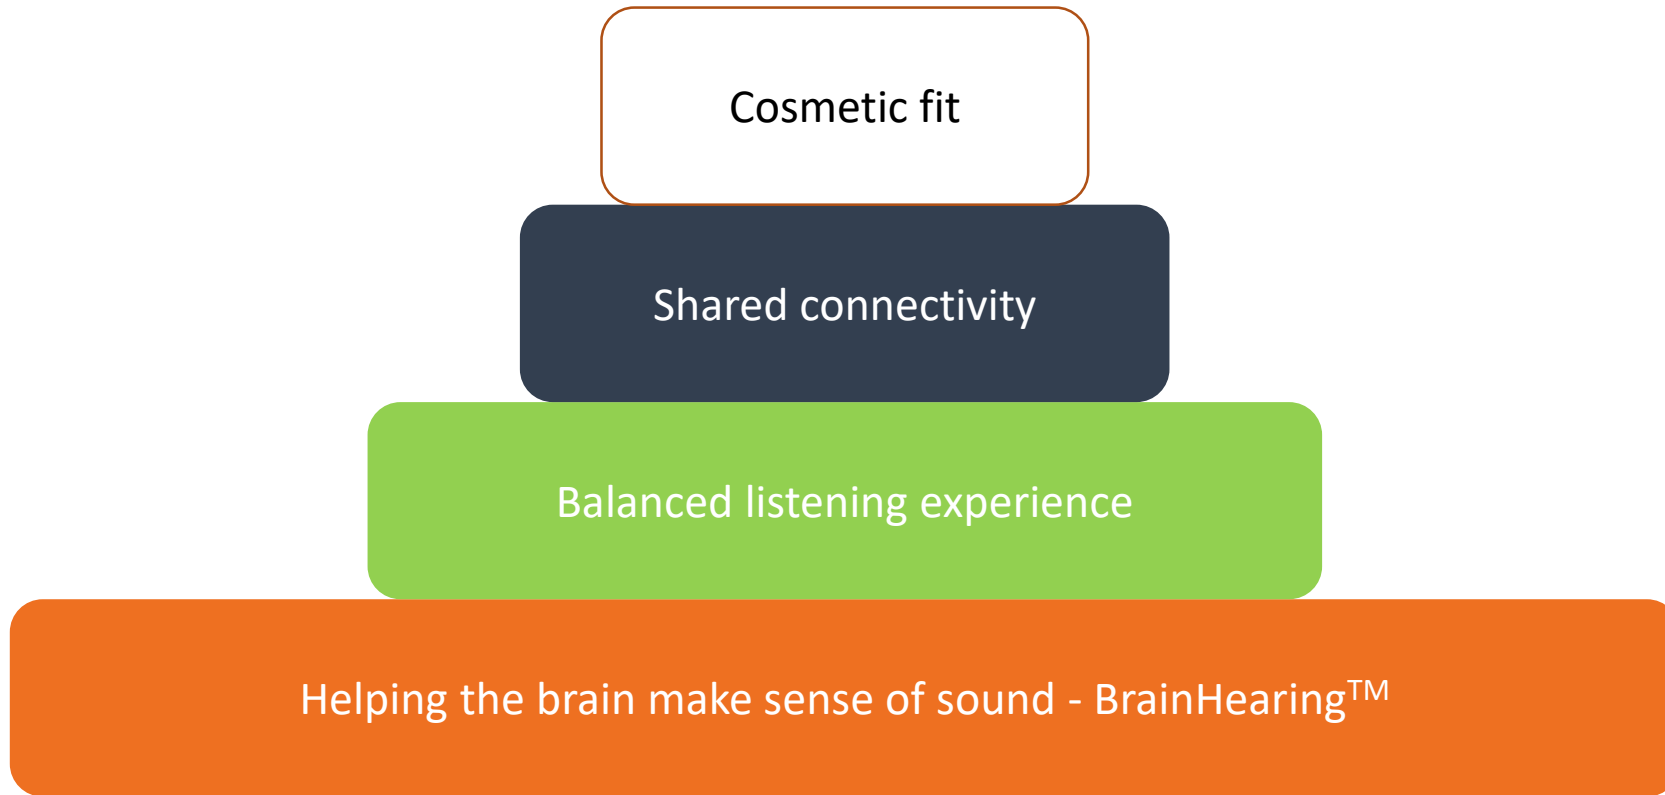 Cosmetic fit
Shared connectivity
Balanced listening experience
Helping the brain make sense of sound - BrainHearing™